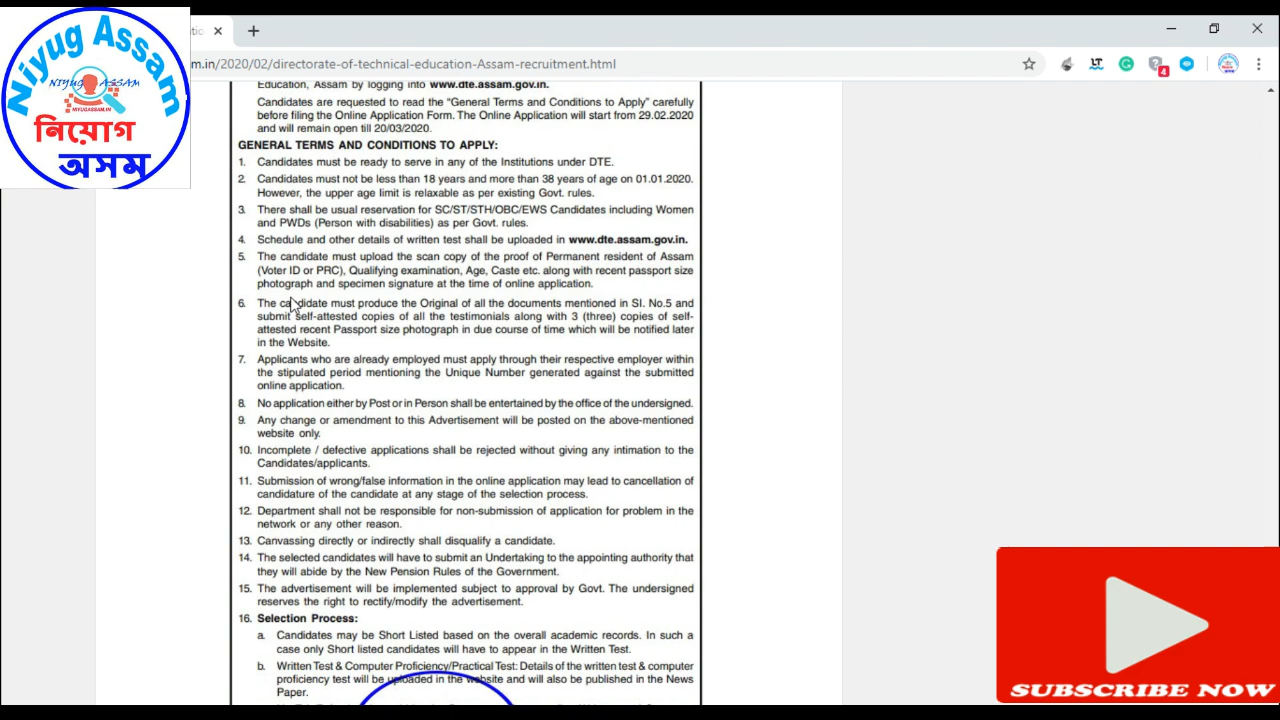 Niyug Assam
NIYUG ASSAM
NIYUGASSAM.IN
নিয়োগ
অসম
m.in/2020/02/directorate-of-technical-education-Assam-recruitment.html
4
Education, Assam by logging into www.dte.assam.gov.in.
Candidates are requested to read the “General Terms and Conditions to Apply” carefully
before filing the Online Application Form. The Online Application will start from 29.02.2020
and will remain open till 20/03/2020.
GENERAL TERMS AND CONDITIONS TO APPLY:
1. Candidates must be ready to serve in any of the Institutions under DTE.
2. Candidates must not be less than 18 years and more than 38 years of age on 01.01.2020.
However, the upper age limit is relaxable as per existing Govt. rules.
3. There shall be usual reservation for SC/ST/STH/OBC/EWS Candidates including Women
and PWDs (Person with disabilities) as per Govt. rules.
4. Schedule and other details of written test shall be uploaded in www.dte.assam.gov.in.
5. The candidate must upload the scan copy of the proof of Permanent resident of Assam
(Voter ID or PRC), Qualifying examination, Age, Caste etc. along with recent passport size
photograph and specimen signature at the time of online application.
6. The candidate must produce the Original of all the documents mentioned in SI. No.5 and
submit self-attested copies of all the testimonials along with 3 (three) copies of self-
attested recent Passport size photograph in due course of time which will be notified later
in the Website.
7. Applicants who are already employed must apply through their respective employer within
the stipulated period mentioning the Unique Number generated against the submitted
online application.
8. No application either by Post or in Person shall be entertained by the office of the undersigned.
9. Any change or amendment to this Advertisement will be posted on the above-mentioned
website only.
10. Incomplete / defective applications shall be rejected without giving any intimation to the
Candidates/applicants.
11. Submission of wrong/false information in the online application may lead to cancellation of
candidature of the candidate at any stage of the selection process.
12. Department shall not be responsible for non-submission of application for problem in the
network or any other reason.
13. Canvassing directly or indirectly shall disqualify a candidate.
14. The selected candidates will have to submit an Undertaking to the appointing authority that
they will abide by the New Pension Rules of the Government.
15. The advertisement will be implemented subject to approval by Govt. The undersigned
reserves the right to rectify/modify the advertisement.
16. Selection Process:
a. Candidates may be Short Listed based on the overall academic records. In such a
case only Short listed candidates will have to appear in the Written Test.
b. Written Test & Computer Proficiency/Practical Test: Details of the written test & computer
proficiency test will be uploaded in the website and will also be published in the News
Paper.
SUBSCRIBE NOW